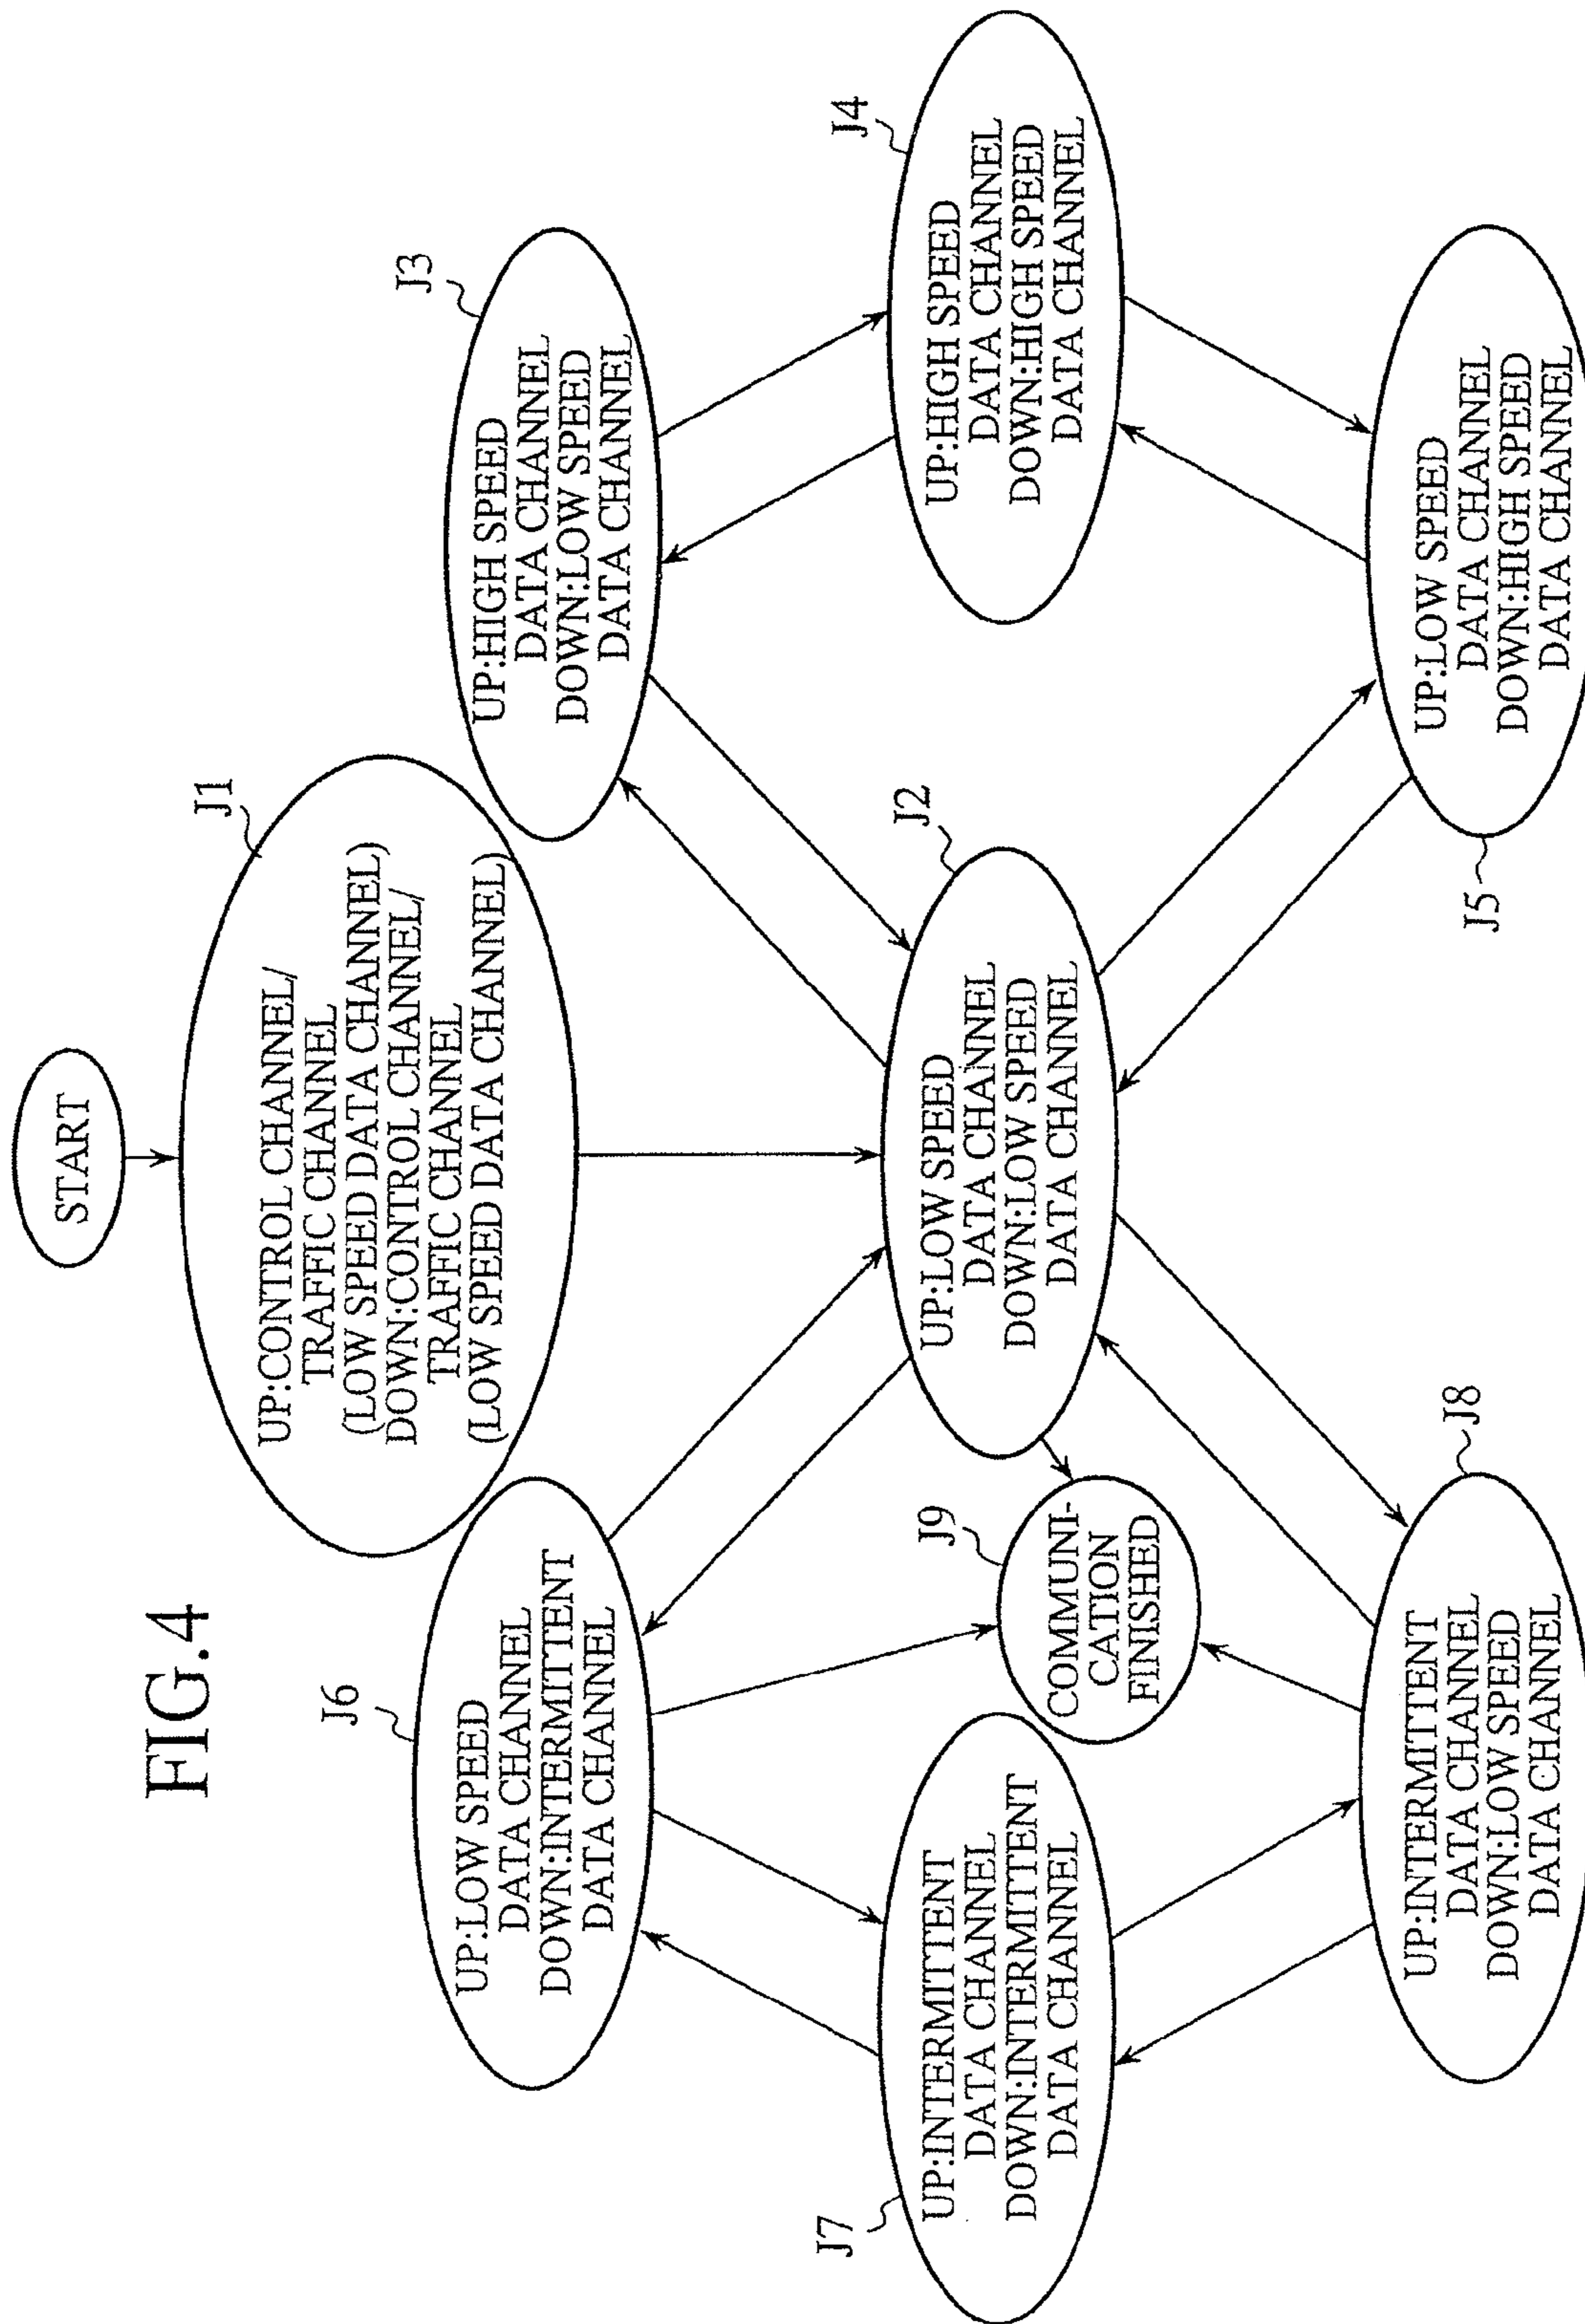 FIG.4
START
J1
UP:CONTROL CHANNEL/
TRAFFIC CHANNEL
(LOW SPEED DATA CHANNEL)
DOWN:CONTROL CHANNEL/
TRAFFIC CHANNEL
(LOW SPEED DATA CHANNEL)
J6
UP:LOW SPEED
DATA CHANNEL
DOWN:INTERMITTENT
DATA CHANNEL
J3
UP:HIGH SPEED
DATA CHANNEL
DOWN:LOW SPEED
DATA CHANNEL
J7
UP:INTERMITTENT
DATA CHANNEL
DOWN:INTERMITTENT
DATA CHANNEL
J9
COMMUNI-
CATION
FINISHED
J2
UP:LOW SPEED
DATA CHANNEL
DOWN:LOW SPEED
DATA CHANNEL
J4
UP:HIGH SPEED
DATA CHANNEL
DOWN:HIGH SPEED
DATA CHANNEL
J8
UP:INTERMITTENT
DATA CHANNEL
DOWN:LOW SPEED
DATA CHANNEL
J5
UP:LOW SPEED
DATA CHANNEL
DOWN:HIGH SPEED
DATA CHANNEL